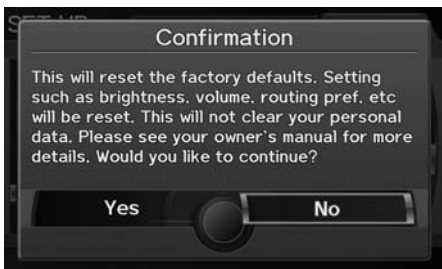 SET UP
Confirmation
This will reset the factory defaults. Setting
such as brightness, volume, routing pref, etc
will be reset. This will not clear your personal
data. Please see your owner's manual for more
details. Would you like to continue?
Yes
No